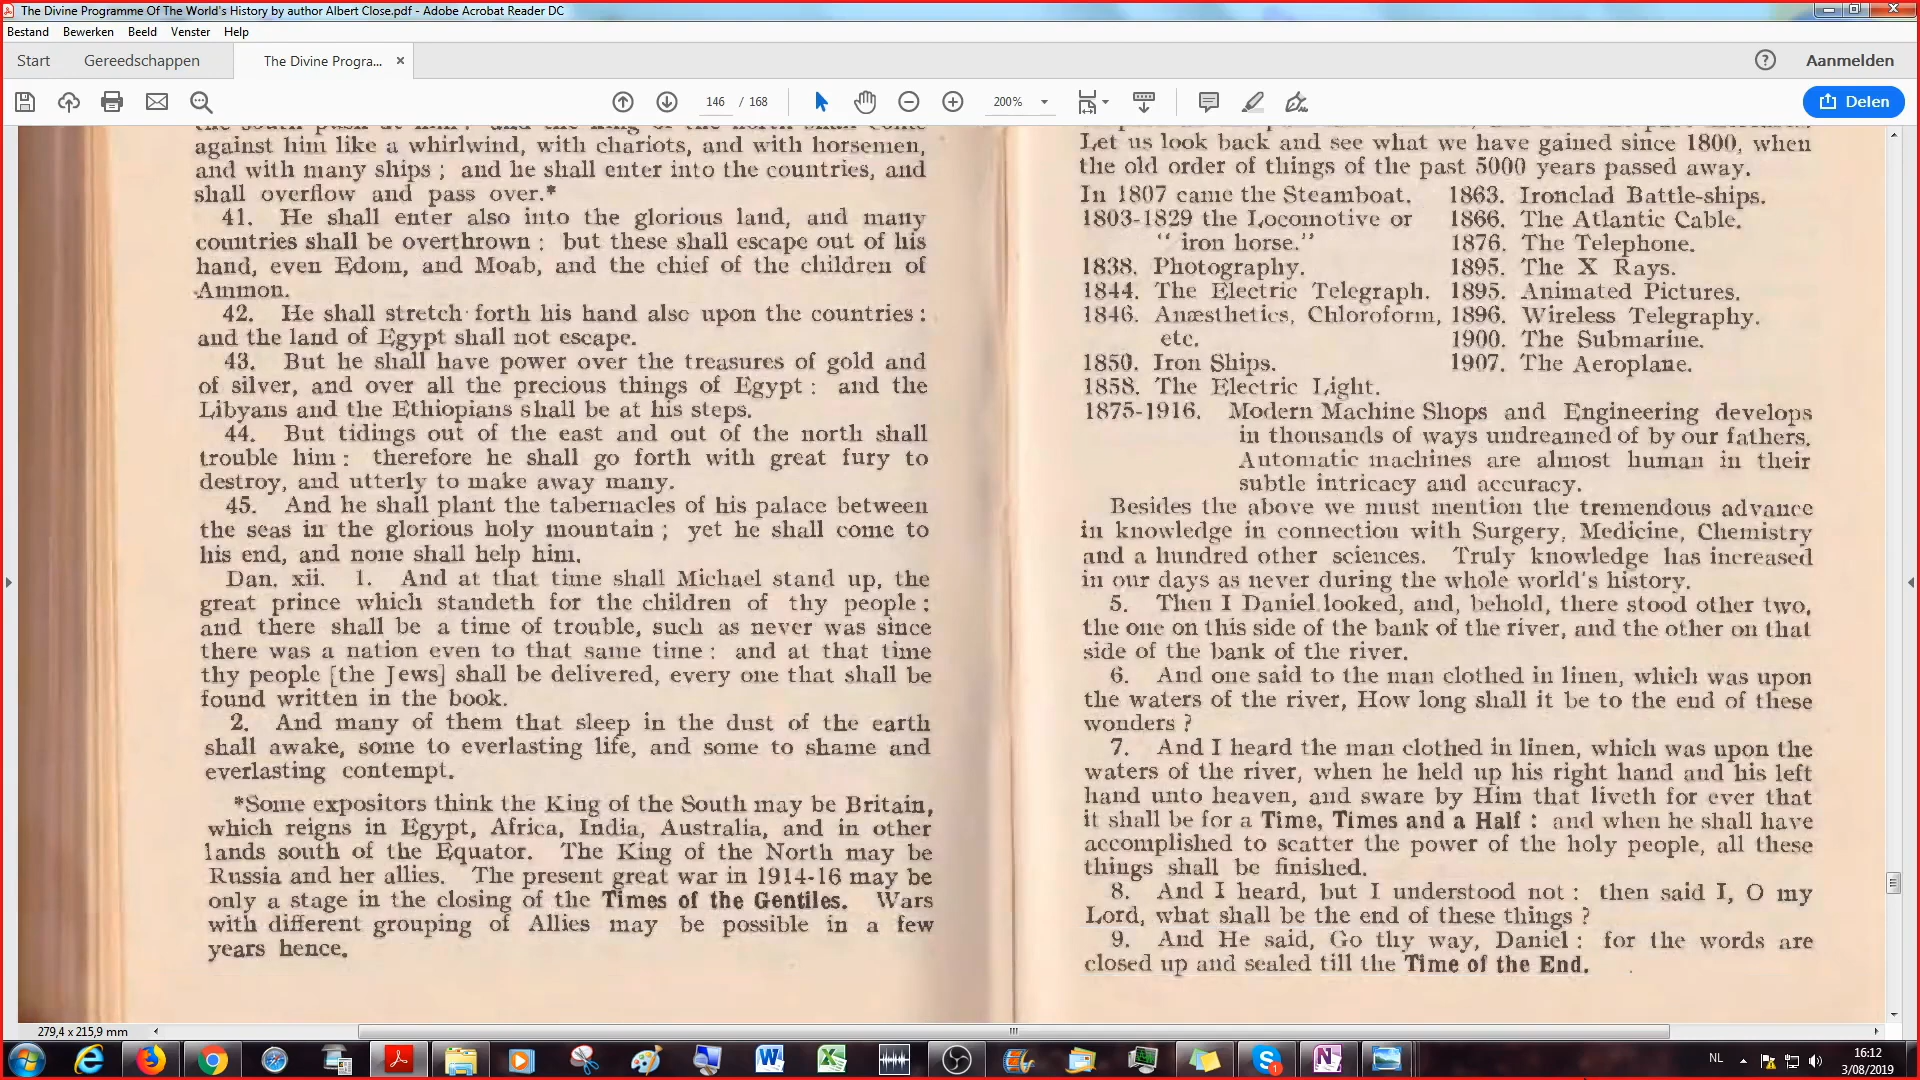 The Divine Programme Of The World's History by author Albert Close.pdf - Adobe Acrobat Reader DC
Bestand Bewerken Beeld Venster Help
Start Gereedschappen The Divine Progra... Aanmelden
146 / 168 200% Delen
against him like a whirlwind, with chariots, and with horsemen,
and with many ships ; and he shall enter into the countries, and
shall overflow and pass over.*
41. He shall enter also into the glorious land, and many
countries shall be overthrown : but these shall escape out of his
hand, even Edom, and Moab, and the chief of the children of
Ammon.
42. He shall stretch forth his hand also upon the countries :
and the land of Egypt shall not escape.
43. But he shall have power over the treasures of gold and
of silver, and over all the precious things of Egypt : and the
Libyans and the Ethiopians shall be at his steps.
44. But tidings out of the east and out of the north shall
trouble him : therefore he shall go forth with great fury to
destroy, and utterly to make away many.
45. And he shall plant the tabernacles of his palace between
the seas in the glorious holy mountain ; yet he shall come to
his end, and none shall help him.
Dan. xii. 1. And at that time shall Michael stand up, the
great prince which standeth for the children of thy people :
and there shall be a time of trouble, such as never was since
there was a nation even to that same time : and at that time
thy people [the Jews] shall be delivered, every one that shall be
found written in the book.
2. And many of them that sleep in the dust of the earth
shall awake, some to everlasting life, and some to shame and
everlasting contempt.
*Some expositors think the King of the South may be Britain,
which reigns in Egypt, Africa, India, Australia, and in other
lands south of the Equator. The King of the North may be
Russia and her allies. The present great war in 1914-16 may be
only a stage in the closing of the Times of the Gentiles. Wars
with different grouping of Allies may be possible in a few
years hence.
Let us look back and see what we have gained since 1800, when
the old order of things of the past 5000 years passed away.
In 1807 came the Steamboat.
1803-1829 the Locomotive or
"iron horse."
1838. Photography.
1844. The Electric Telegraph.
1846. Anæsthetics, Chloroform,
etc.
1850. Iron Ships.
1858. The Electric Light.
1863. Ironclad Battle-ships.
1866. The Atlantic Cable.
1876. The Telephone.
1895. The X Rays.
1895. Animated Pictures.
1896. Wireless Telegraphy.
1900. The Submarine.
1907. The Aeroplane.
1875-1916. Modern Machine Shops and Engineering develops
in thousands of ways undreamed of by our fathers.
Automatic machines are almost human in their
subtle intricacy and accuracy.
Besides the above we must mention the tremendous advance
in knowledge in connection with Surgery, Medicine, Chemistry
and a hundred other sciences. Truly knowledge has increased
in our days as never during the whole world's history.
5. Then I Daniel looked, and, behold, there stood other two,
the one on this side of the bank of the river, and the other on that
side of the bank of the river.
6. And one said to the man clothed in linen, which was upon
the waters of the river, How long shall it be to the end of these
wonders ?
7. And I heard the man clothed in linen, which was upon the
waters of the river, when he held up his right hand and his left
hand unto heaven, and sware by Him that liveth for ever that
it shall be for a Time, Times and a Half : and when he shall have
accomplished to scatter the power of the holy people, all these
things shall be finished.
8. And I heard, but I understood not : then said I, O my
Lord, what shall be the end of these things ?
9. And He said, Go thy way, Daniel : for the words are
closed up and sealed till the Time of the End.
279,4 x 215,9 mm
NL
16:12
3/08/2019